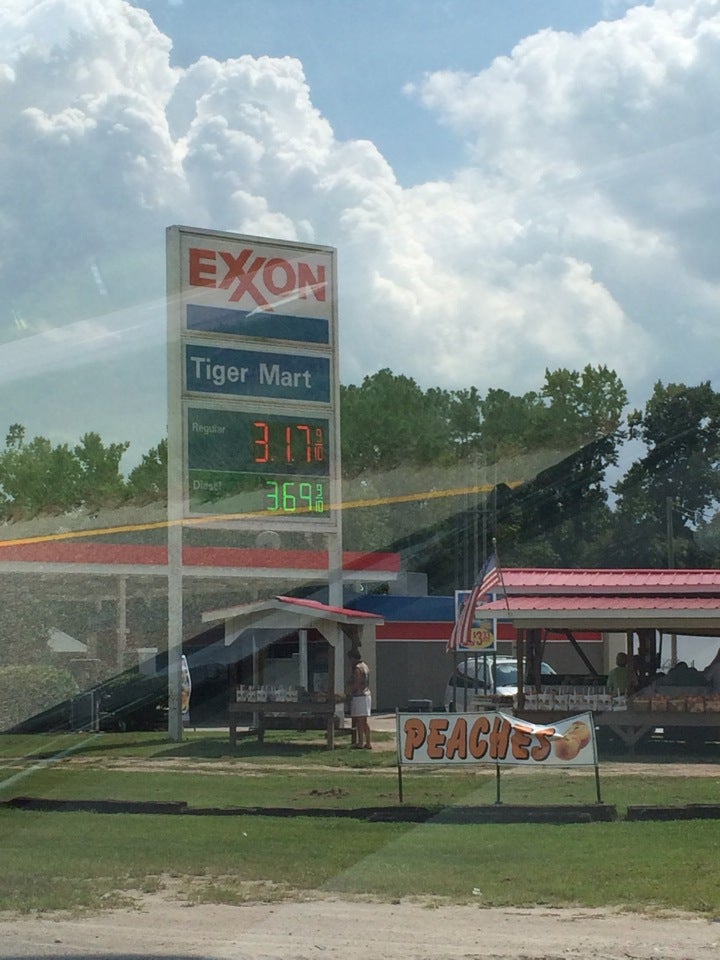 EXXON
Tiger Mart
Regular 3.17 9/10
Diesel 3.69 9/10
PEACHES